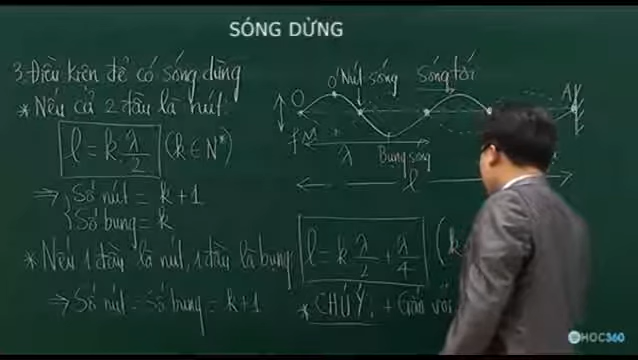 SÓNG DỪNG
3. Điều kiện để có sóng dừng
* Nếu cả 2 đầu là nút:
l = k λ/2 (k ∈ N*)
⇒ { Số nút = k + 1
Số bụng = k
* Nếu 1 đầu là nút, 1 đầu là bụng: l = k λ/2 + λ/4 (k
⇒ Số nút = Số bụng = k + 1
* CHÚ Ý: + Gắn với
O
O' Nút sóng
Sóng tới
A
λ
Bụng sóng
l
HOC360